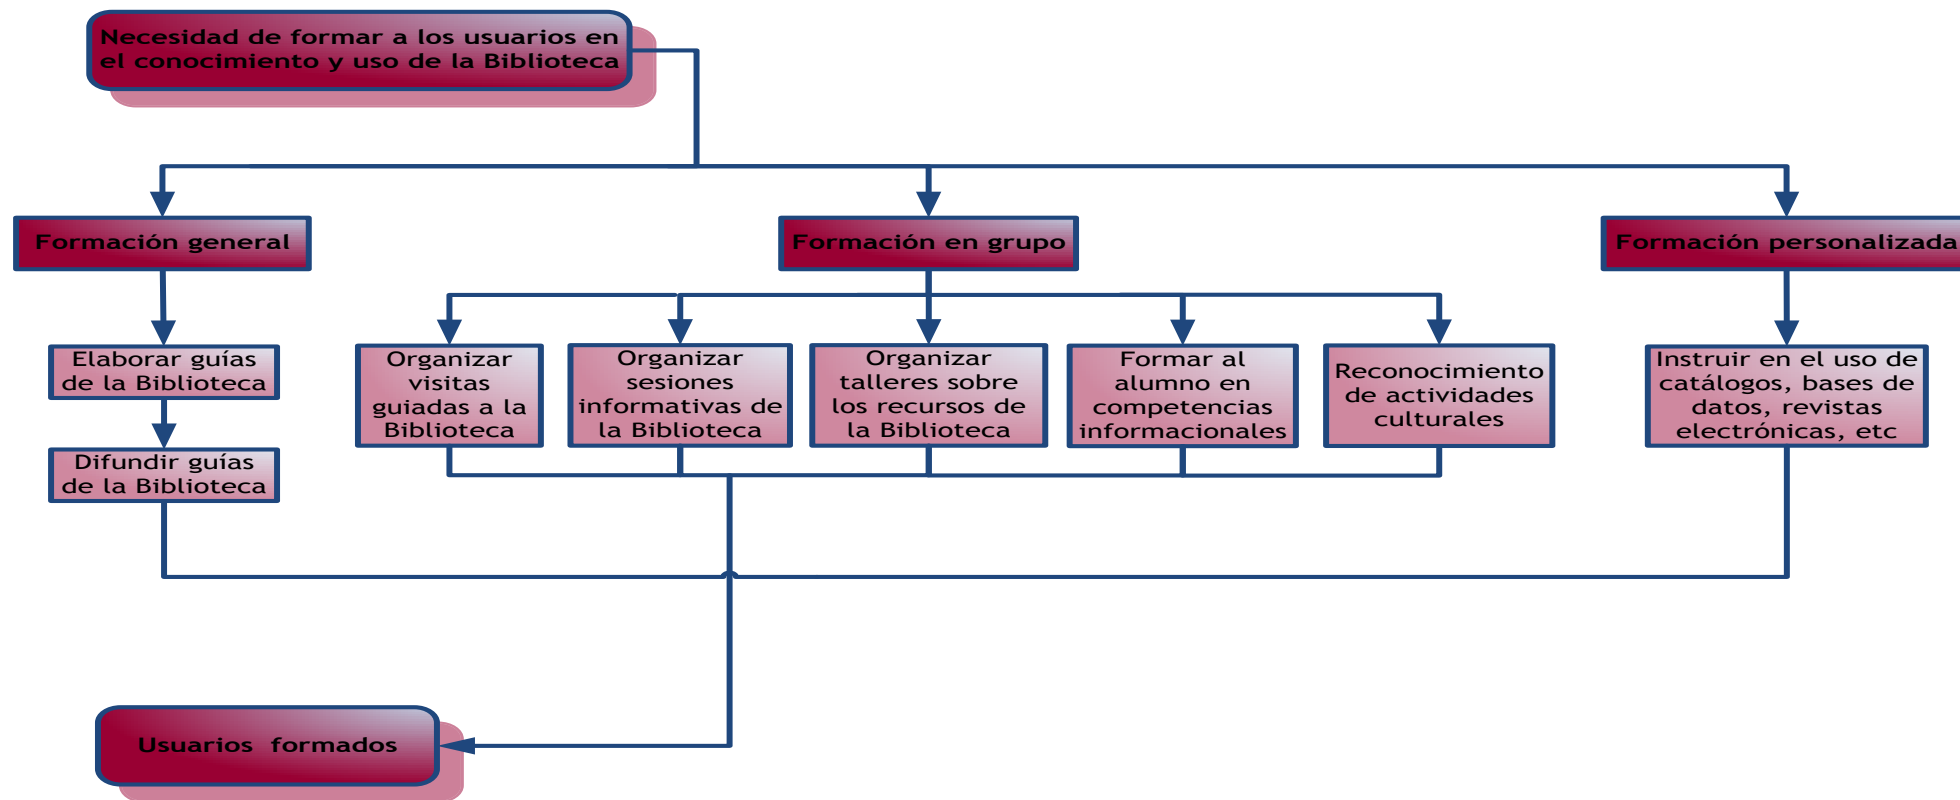 Necesidad de formar a los usuarios en
el conocimiento y uso de la Biblioteca
Formación general
Formación en grupo
Formación personalizada
Elaborar guías
de la Biblioteca
Organizar
visitas
guiadas a la
Biblioteca
Organizar
sesiones
informativas de
la Biblioteca
Organizar
talleres sobre
los recursos de
la Biblioteca
Formar al
alumno en
competencias
informacionales
Reconocimiento
de actividades
culturales
Instruir en el uso de
catálogos, bases de
datos, revistas
electrónicas, etc
Difundir guías
de la Biblioteca
Usuarios  formados